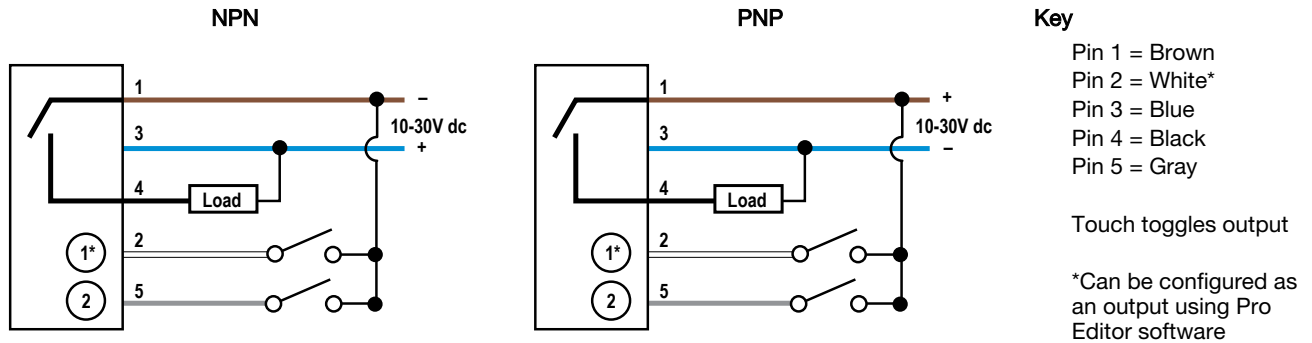 NPN
1
–
10-30V dc
3
+
4
Load
1*
2
2
5
PNP
1
+
10-30V dc
3
–
4
Load
1*
2
2
5
Key
Pin 1 = Brown
Pin 2 = White*
Pin 3 = Blue
Pin 4 = Black
Pin 5 = Gray
Touch toggles output
*Can be configured as
an output using Pro
Editor software